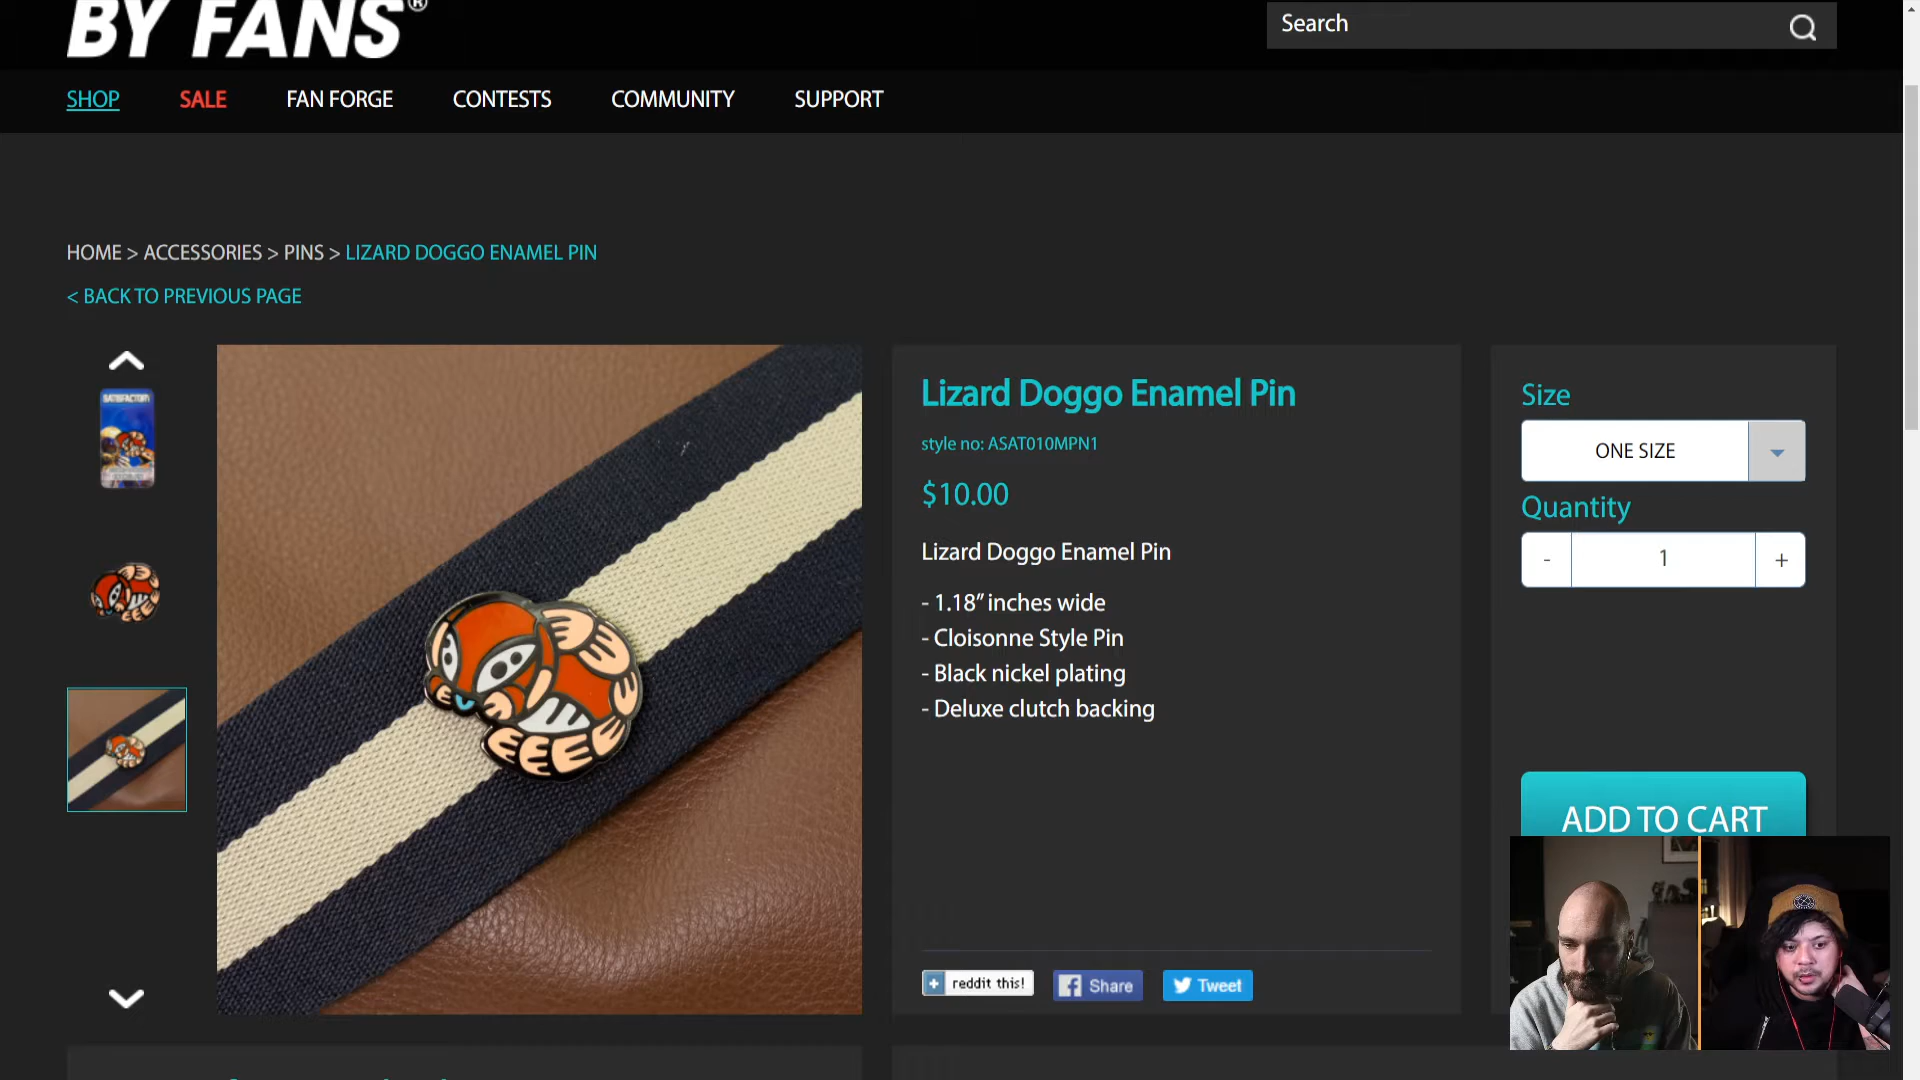 BY FANS®
Search
SHOP
SALE
FAN FORGE
CONTESTS
COMMUNITY
SUPPORT
HOME > ACCESSORIES > PINS > LIZARD DOGGO ENAMEL PIN
< BACK TO PREVIOUS PAGE
SATISFACTORY
Lizard Doggo Enamel Pin
style no: ASAT010MPN1
$10.00
Lizard Doggo Enamel Pin
- 1.18” inches wide
- Cloisonne Style Pin
- Black nickel plating
- Deluxe clutch backing
reddit this!
Share
Tweet
Size
ONE SIZE
Quantity
- 1 +
ADD TO CART